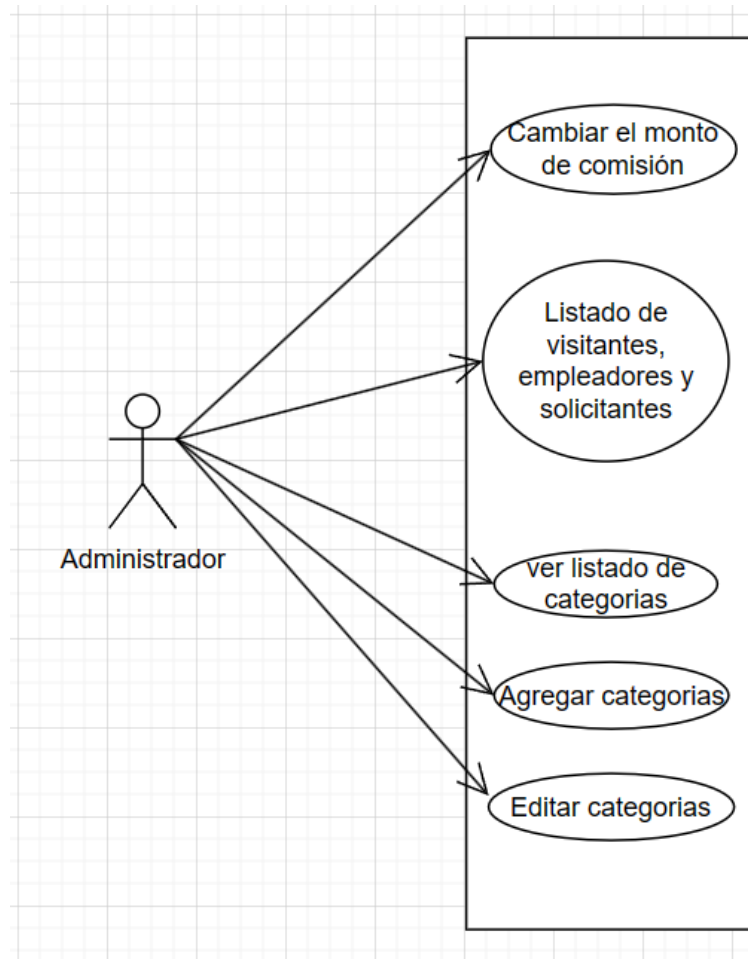 Cambiar el monto
de comisión
Listado de
visitantes,
empleadores y
solicitantes
Administrador
ver listado de
categorias
Agregar categorias
Editar categorias